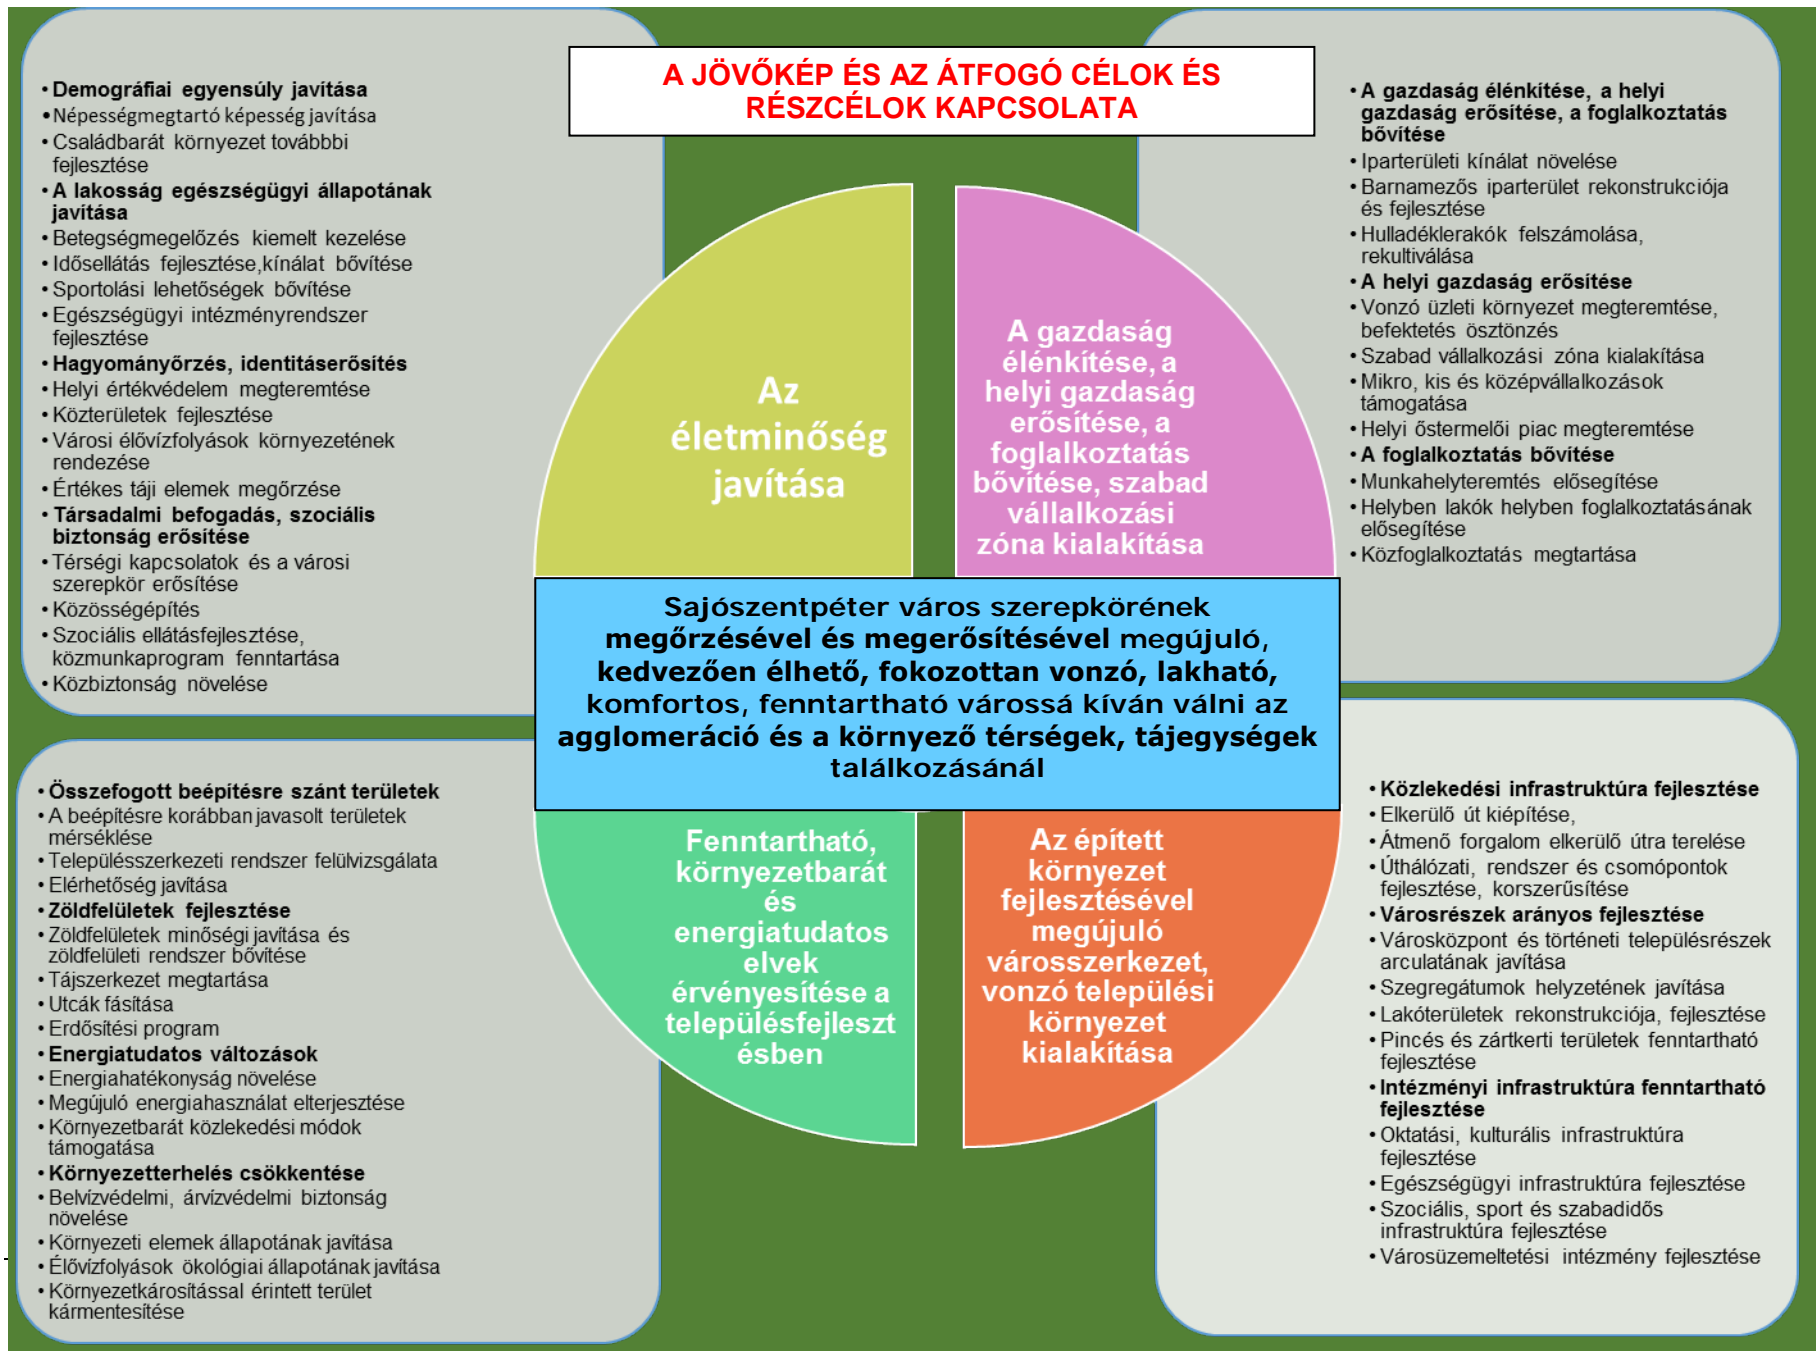 A JÖVŐKÉP ÉS AZ ÁTFOGÓ CÉLOK ÉS
RÉSZCÉLOK KAPCSOLATA
• Demográfiai egyensúly javítása
• Népességmegtartó képesség javítása
• Családbarát környezet továbbbi
fejlesztése
• A lakosság egészségügyi állapotának
javítása
• Betegségmegelőzés kiemelt kezelése
• Idősellátás fejlesztése,kínálat bővítése
• Sportolási lehetőségek bővítése
• Egészségügyi intézményrendszer
fejlesztése
• Hagyományőrzés, identitáserősítés
• Helyi értékvédelem megteremtése
• Közterületek fejlesztése
• Városi élővízfolyások környezetének
rendezése
• Értékes táji elemek megőrzése
• Társadalmi befogadás, szociális
biztonság erősítése
• Térségi kapcsolatok és a városi
szerepkör erősítése
• Közösségépítés
• Szociális ellátásfejlesztése,
közmunkaprogram fenntartása
• Közbiztonság növelése
Az
életminőség
javítása
A gazdaság
élénkítése, a
helyi gazdaság
erősítése, a
foglalkoztatás
bővítése, szabad
vállalkozási
zóna kialakítása
• A gazdaság élénkítése, a helyi
gazdaság erősítése, a foglalkoztatás
bővítése
• Iparterületi kínálat növelése
• Barnamezős iparterület rekonstrukciója
és fejlesztése
• Hulladéklerakók felszámolása,
rekultiválása
• A helyi gazdaság erősítése
• Vonzó üzleti környezet megteremtése,
befektetés ösztönzés
• Szabad vállalkozási zóna kialakítása
• Mikro, kis és középvállalkozások
támogatása
• Helyi őstermelői piac megteremtése
• A foglalkoztatás bővítése
• Munkahelyteremtés elősegítése
• Helyben lakók helyben foglalkoztatásának
elősegítése
• Közfoglalkoztatás megtartása
Sajószentpéter város szerepkörének
megőrzésével és megerősítésével megújuló,
kedvezően élhető, fokozottan vonzó, lakható,
komfortos, fenntartható várossá kíván válni az
agglomeráció és a környező térségek, tájegységek
találkozásánál
• Összefogott beépítésre szánt területek
• A beépítésre korábban javasolt területek
mérséklése
• Településszerkezeti rendszer felülvizsgálata
• Elérhetőség javítása
• Zöldfelületek fejlesztése
• Zöldfelületek minőségi javítása és
zöldfelületi rendszer bővítése
• Tájszerkezet megtartása
• Utcák fásítása
• Erdősítési program
• Energiatudatos változások
• Energiahatékonyság növelése
• Megújuló energiahasználat elterjesztése
• Környezetbarát közlekedési módok
támogatása
• Környezetterhelés csökkentése
• Belvízvédelmi, árvízvédelmi biztonság
növelése
• Környezeti elemek állapotának javítása
• Élővízfolyások ökológiai állapotának javítása
• Környezetkárosítással érintett terület
kármentesítése
Fenntartható,
környezetbarát
és
energiatudatos
elvek
érvényesítése a
településfejleszt
ésben
Az épített
környezet
fejlesztésével
megújuló
városszerkezet,
vonzó települési
környezet
kialakítása
• Közlekedési infrastruktúra fejlesztése
• Elkerülő út kiépítése,
• Átmenő forgalom elkerülő útra terelése
• Úthálózati, rendszer és csomópontok
fejlesztése, korszerűsítése
• Városrészek arányos fejlesztése
• Városközpont és történeti településrészek
arculatának javítása
• Szegregátumok helyzetének javítása
• Lakóterületek rekonstrukciója, fejlesztése
• Pincés és zártkerti területek fenntartható
fejlesztése
• Intézményi infrastruktúra fenntartható
fejlesztése
• Oktatási, kulturális infrastruktúra
fejlesztése
• Egészségügyi infrastruktúra fejlesztése
• Szociális, sport és szabadidős
infrastruktúra fejlesztése
• Városüzemeltetési intézmény fejlesztése